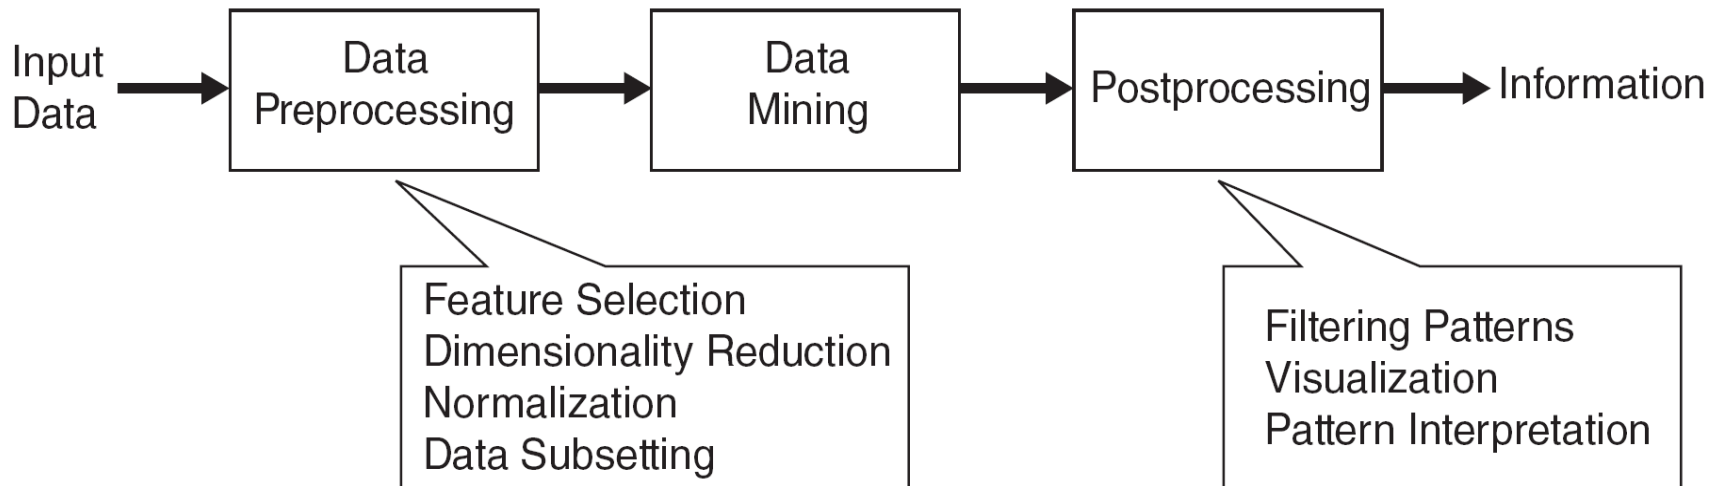 Input
Data
Data
Preprocessing
Data
Mining
Postprocessing
Information
Feature Selection
Dimensionality Reduction
Normalization
Data Subsetting
Filtering Patterns
Visualization
Pattern Interpretation